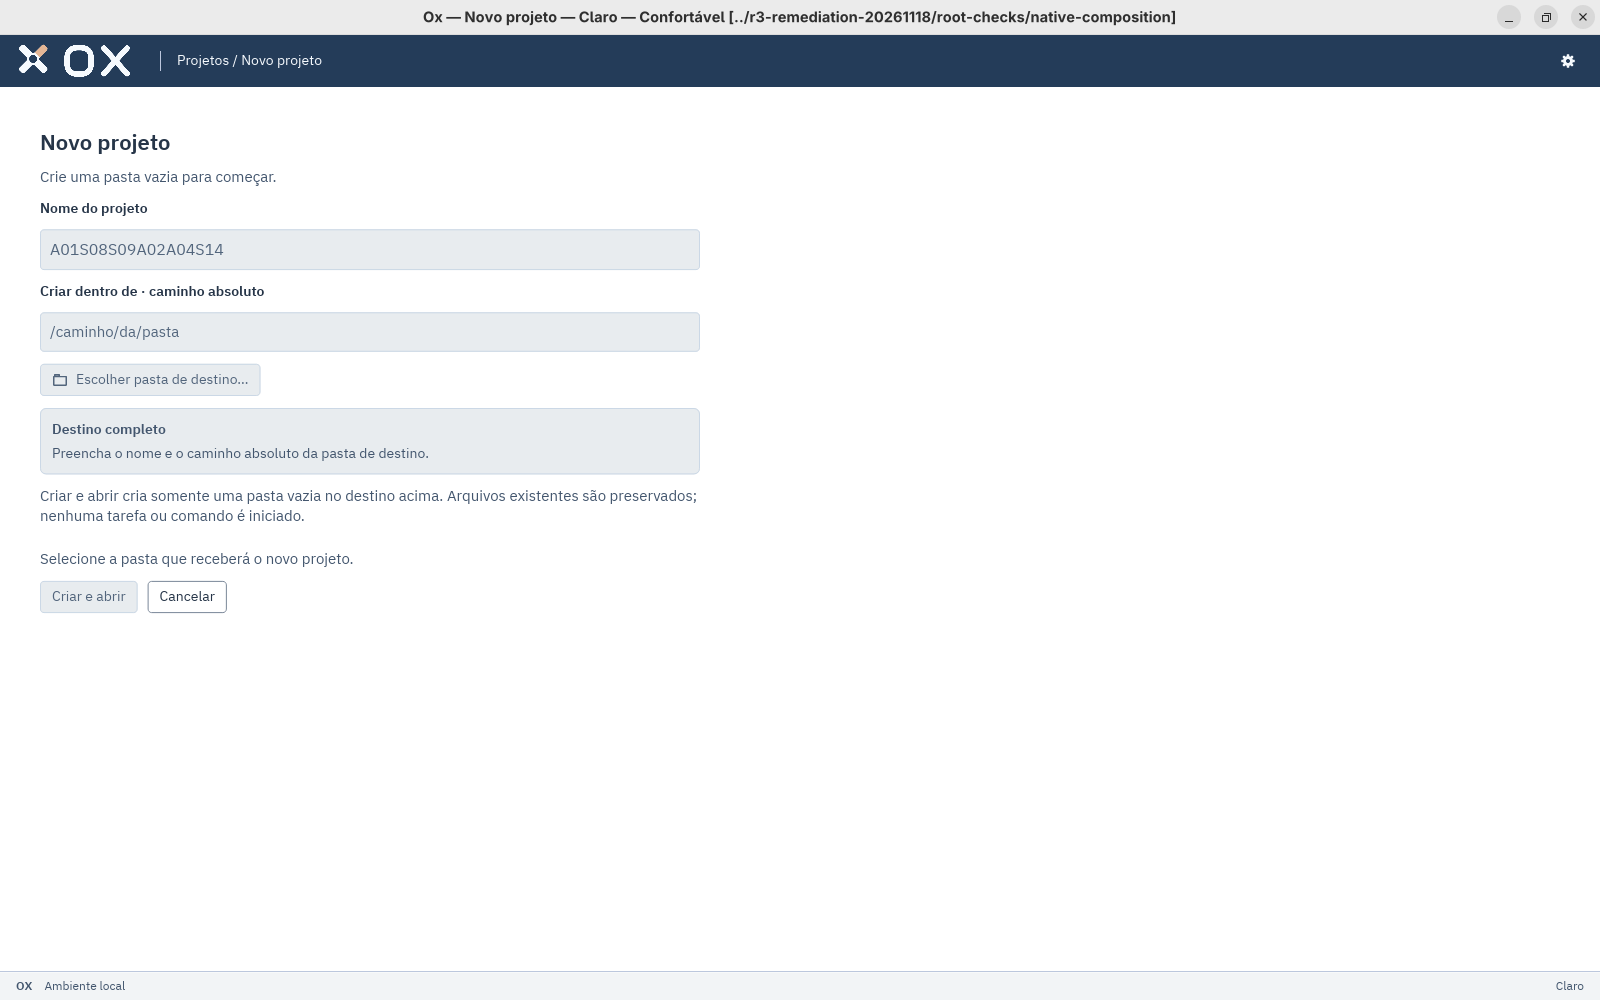 Ox — Novo projeto — Claro — Confortável [../r3-remediation-20261118/root-checks/native-composition]
OX
Projetos / Novo projeto
Novo projeto
Crie uma pasta vazia para começar.
Nome do projeto
A01S08S09A02A04S14
Criar dentro de · caminho absoluto
/caminho/da/pasta
Escolher pasta de destino...
Destino completo
Preencha o nome e o caminho absoluto da pasta de destino.
Criar e abrir cria somente uma pasta vazia no destino acima. Arquivos existentes são preservados;
nenhuma tarefa ou comando é iniciado.
Selecione a pasta que receberá o novo projeto.
Criar e abrir
Cancelar
OX Ambiente local
Claro